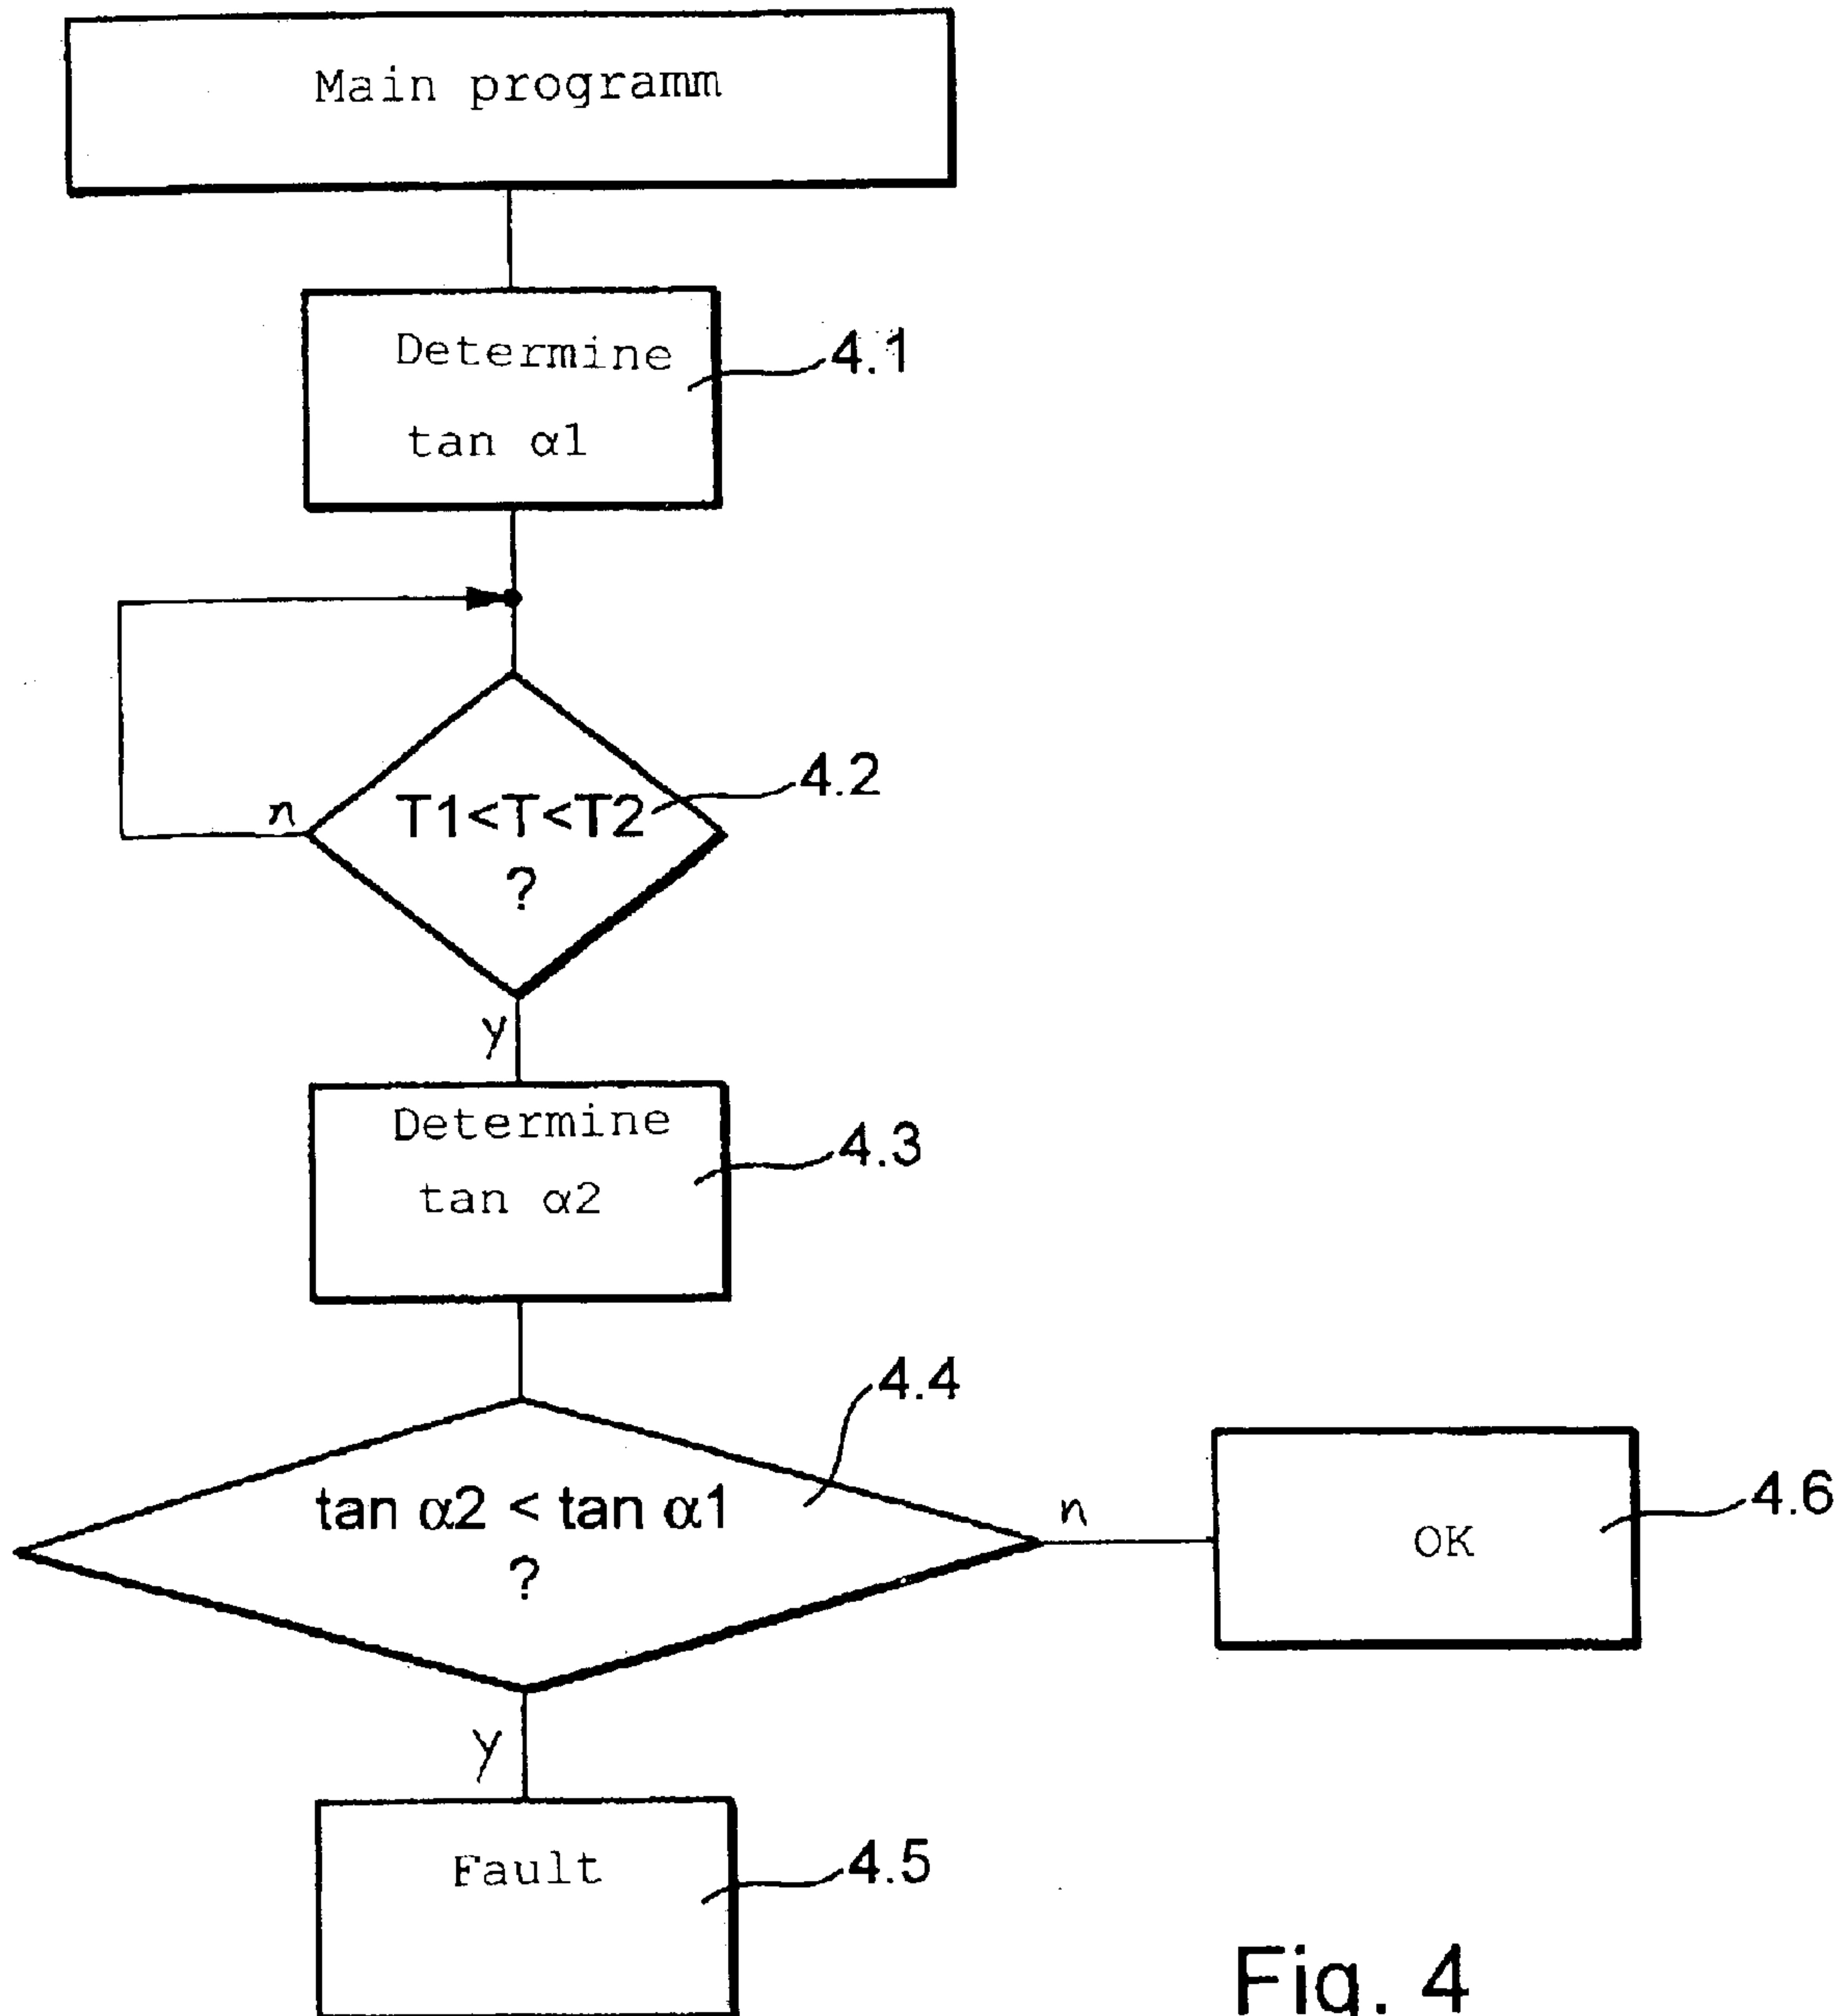 Main programm
Determine
tan α1
4.1
T1<T<T2
?
4.2
n
y
Determine
tan α2
4.3
tan α2 < tan α1
?
4.4
n
OK
4.6
y
Fault
4.5
Fig. 4